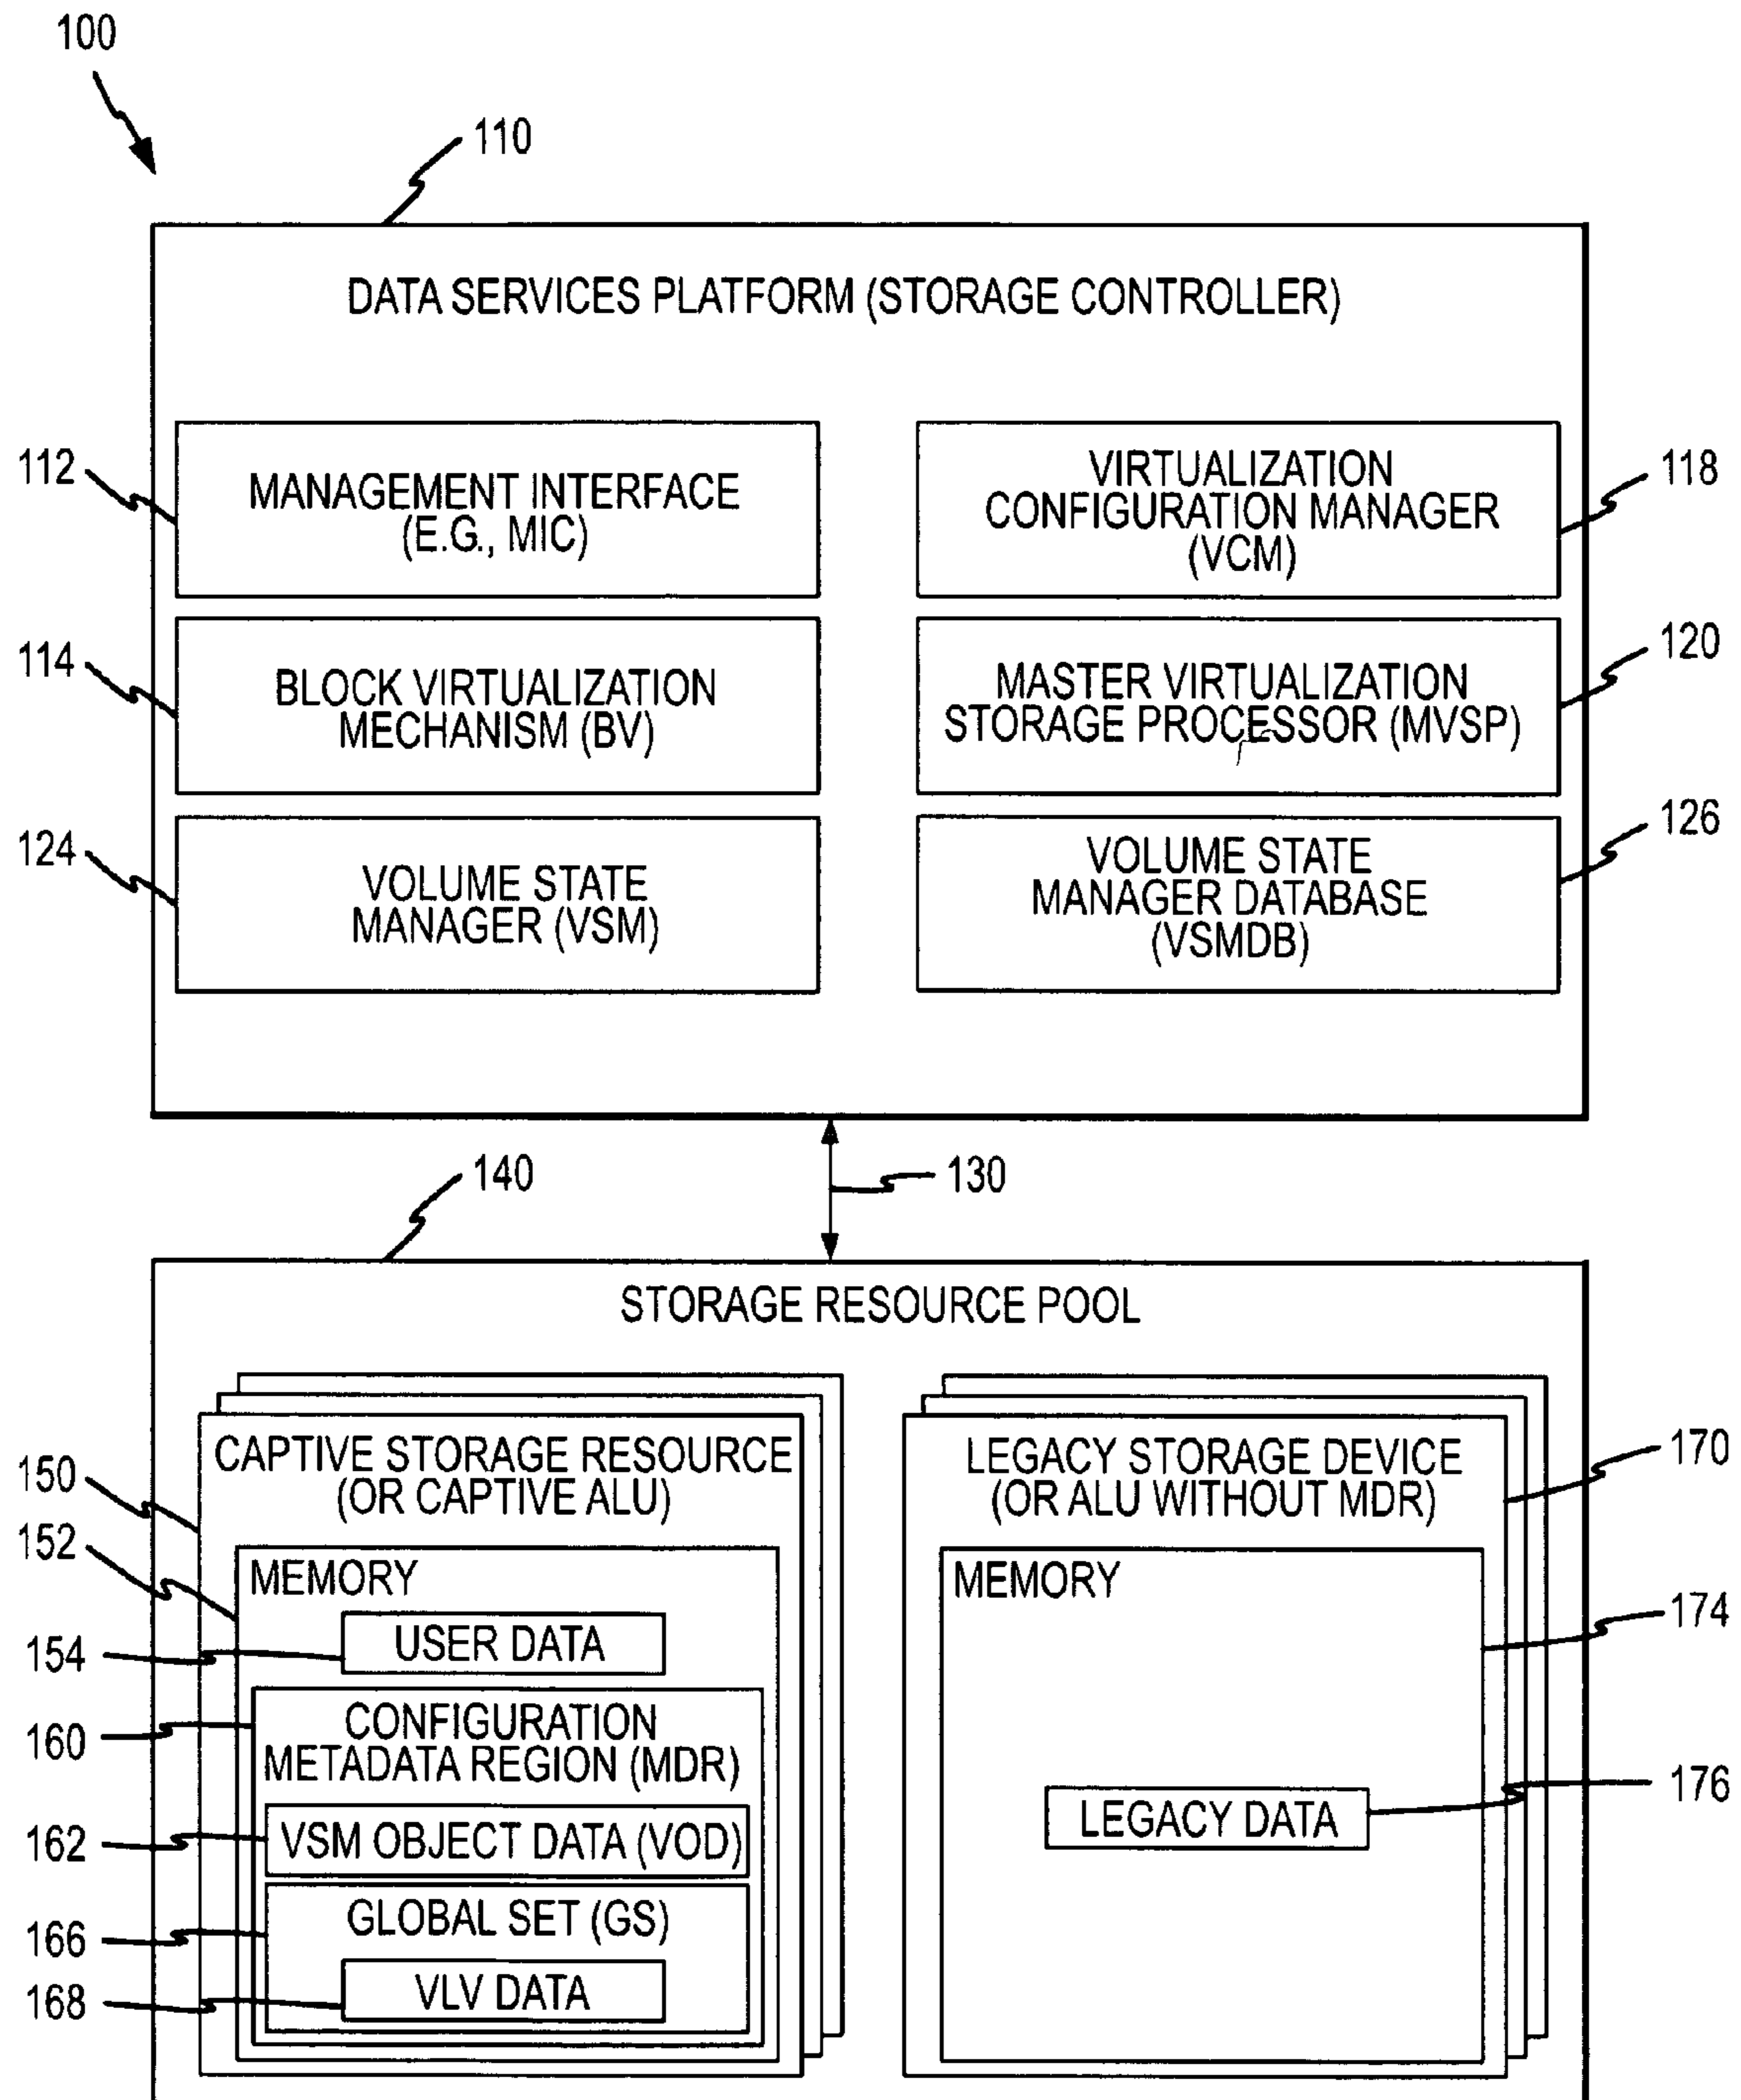 100
110
DATA SERVICES PLATFORM (STORAGE CONTROLLER)
112
MANAGEMENT INTERFACE
(E.G., MIC)
VIRTUALIZATION
CONFIGURATION MANAGER
(VCM)
118
114
BLOCK VIRTUALIZATION
MECHANISM (BV)
MASTER VIRTUALIZATION
STORAGE PROCESSOR (MVSP)
120
124
VOLUME STATE
MANAGER (VSM)
VOLUME STATE
MANAGER DATABASE
(VSMDB)
126
130
140
STORAGE RESOURCE POOL
150
CAPTIVE STORAGE RESOURCE
(OR CAPTIVE ALU)
152
MEMORY
154
USER DATA
160
CONFIGURATION
METADATA REGION (MDR)
162
VSM OBJECT DATA (VOD)
166
GLOBAL SET (GS)
168
VLV DATA
LEGACY STORAGE DEVICE
(OR ALU WITHOUT MDR)
170
MEMORY
174
LEGACY DATA
176